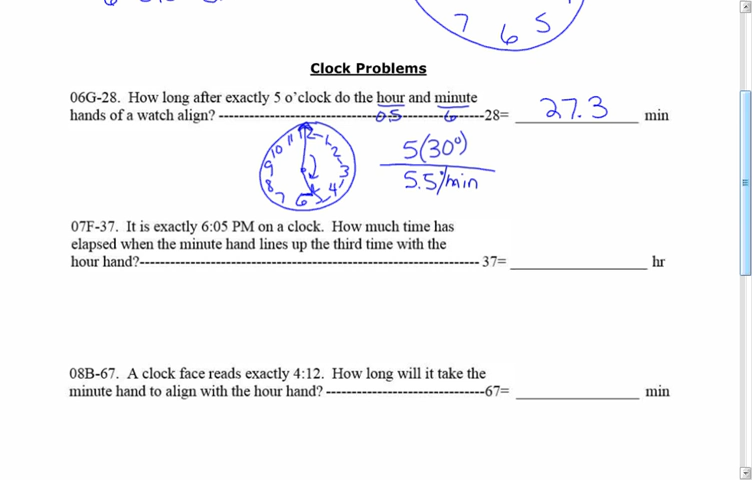 7 6 5
Clock Problems
06G-28. How long after exactly 5 o'clock do the hour and minute
hands of a watch align? ---28= 27.3 min
0.5 6
12 1 2 3 4 5 6 7 8 9 10 11
5(30°)
5.5°/min
07F-37. It is exactly 6:05 PM on a clock. How much time has
elapsed when the minute hand lines up the third time with the
hour hand?--- 37= hr
08B-67. A clock face reads exactly 4:12. How long will it take the
minute hand to align with the hour hand? ---67= min